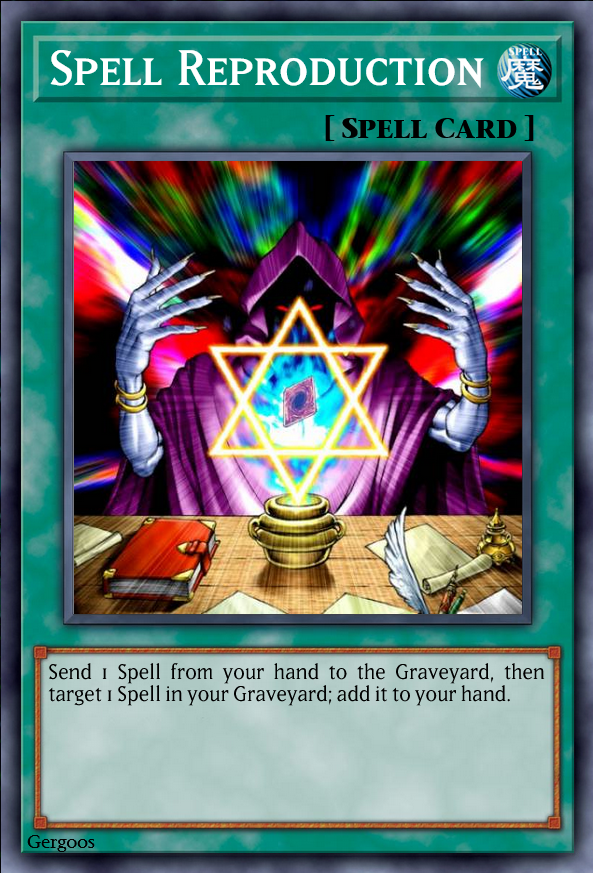 Spell Reproduction
SPELL
魔
[ Spell Card ]
Send 1 Spell from your hand to the Graveyard, then
target 1 Spell in your Graveyard; add it to your hand.
Gergoos